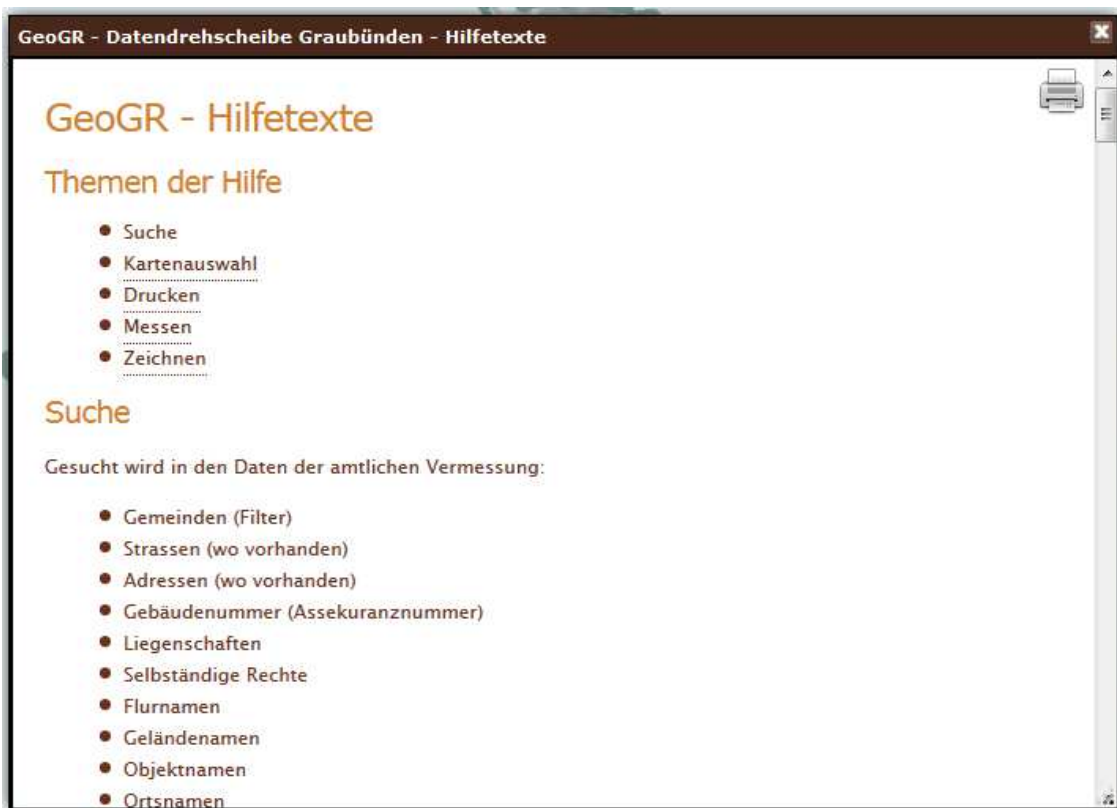 GeoGR - Datendrehscheibe Graubünden - Hilfetexte
GeoGR - Hilfetexte
Themen der Hilfe
Suche
Kartenauswahl
Drucken
Messen
Zeichnen
Suche
Gesucht wird in den Daten der amtlichen Vermessung:
Gemeinden (Filter)
Strassen (wo vorhanden)
Adressen (wo vorhanden)
Gebäudenummer (Assekuranznummer)
Liegenschaften
Selbständige Rechte
Flurnamen
Geländenamen
Objektnamen
Ortsnamen